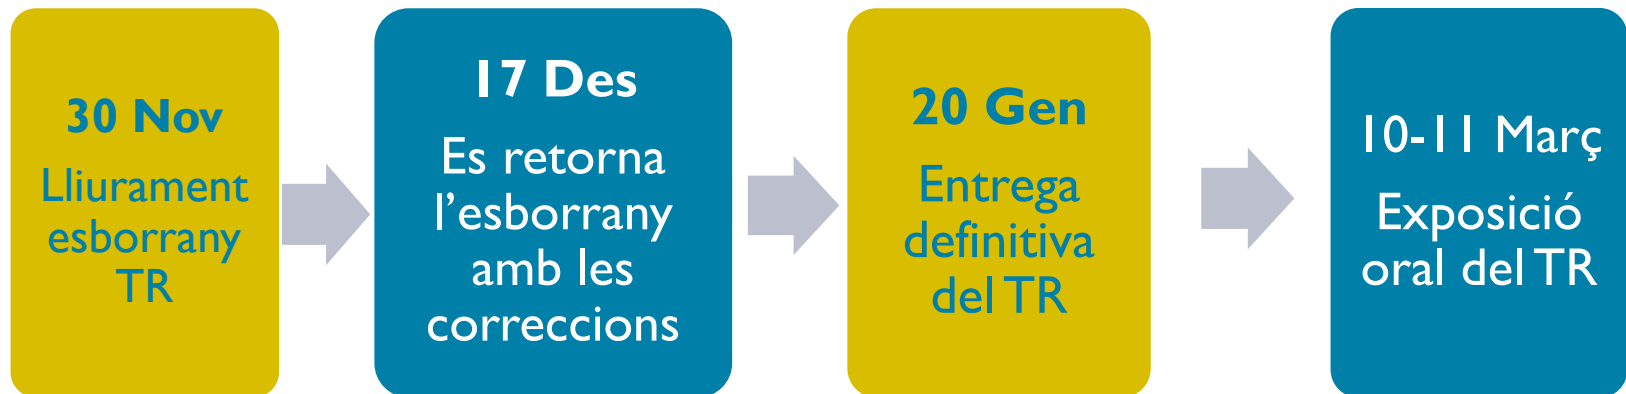 30 Nov
Lliurament
esborrany
TR
17 Des
Es retorna
l’esborrany
amb les
correccions
20 Gen
Entrega
definitiva
del TR
10-11 Març
Exposició
oral del TR